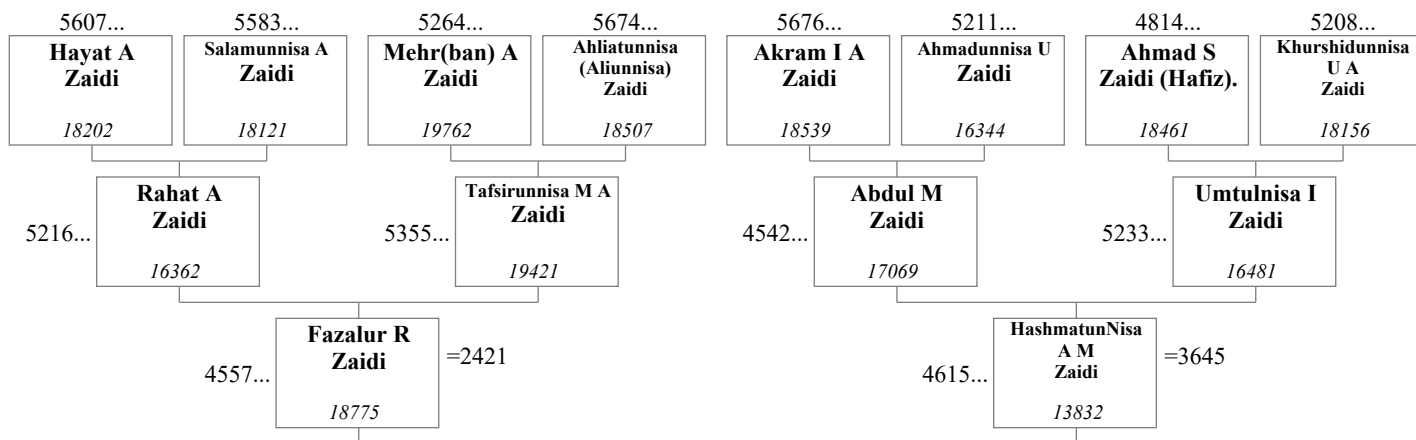 5607... 5583... 5264... 5674... 5676... 5211... 4814... 5208...
Hayat A
Zaidi
18202
Salamunnisa A
Zaidi
18121
Mehr(ban) A
Zaidi
19762
Ahliatunnisa
(Aliunnisa)
Zaidi
18507
Akram I A
Zaidi
18539
Ahmadunnisa U
Zaidi
16344
Ahmad S
Zaidi (Hafiz).
18461
Khurshidunnisa
U A
Zaidi
18156
5216...
Rahat A
Zaidi
16362
5355...
Tafsirunnisa M A
Zaidi
19421
4542...
Abdul M
Zaidi
17069
5233...
Umtulnisa I
Zaidi
16481
4557...
Fazalur R
Zaidi
18775
=2421
4615...
HashmatunNisa
A M
Zaidi
13832
=3645